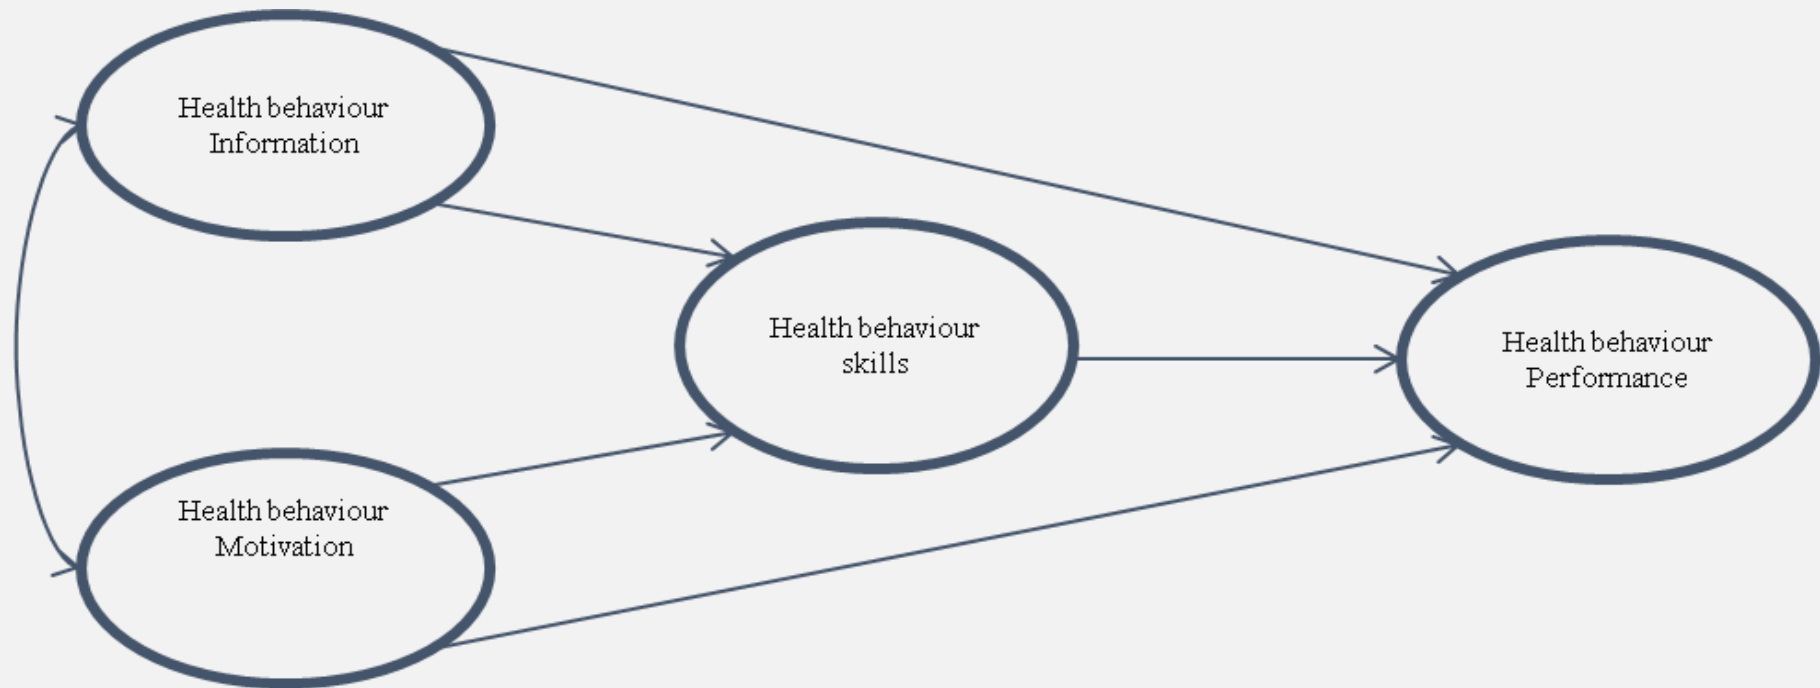 Health behaviour
Information
Health behaviour
skills
Health behaviour
Performance
Health behaviour
Motivation